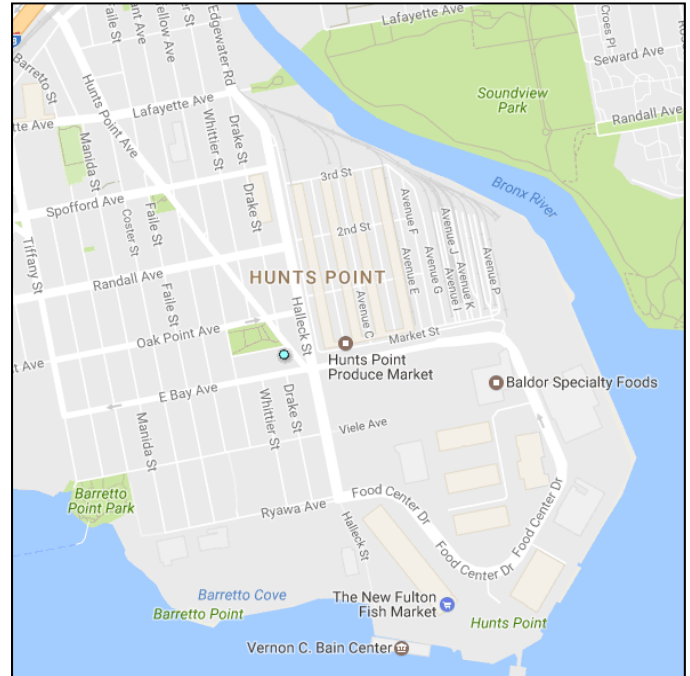 Lafayette Ave
Croes Pl
Seward Ave
Edgewater Rd
Barretto St
Soundview
Park
Lafayette Ave
Randall Ave
Hunts Point Ave
Whittier St
Drake St
Manida St
3rd St
Bronx River
Spofford Ave
Coster St
Faile St
Drake St
2nd St
Avenue F
Avenue J
Avenue K
Avenue P
Tiffany St
Randall Ave
HUNTS POINT
Avenue E
Avenue G
Avenue I
Faile St
Halleck St
Avenue C
Oak Point Ave
Market St
Hunts Point
Produce Market
Baldor Specialty Foods
E Bay Ave
Whittier St
Drake St
Manida St
Viele Ave
Barretto
Point Park
Ryawa Ave
Food Center Dr
Food Center Dr
Food Center Dr
Halleck St
Barretto Cove
Barretto Point
The New Fulton
Fish Market
Hunts Point
Vernon C. Bain Center